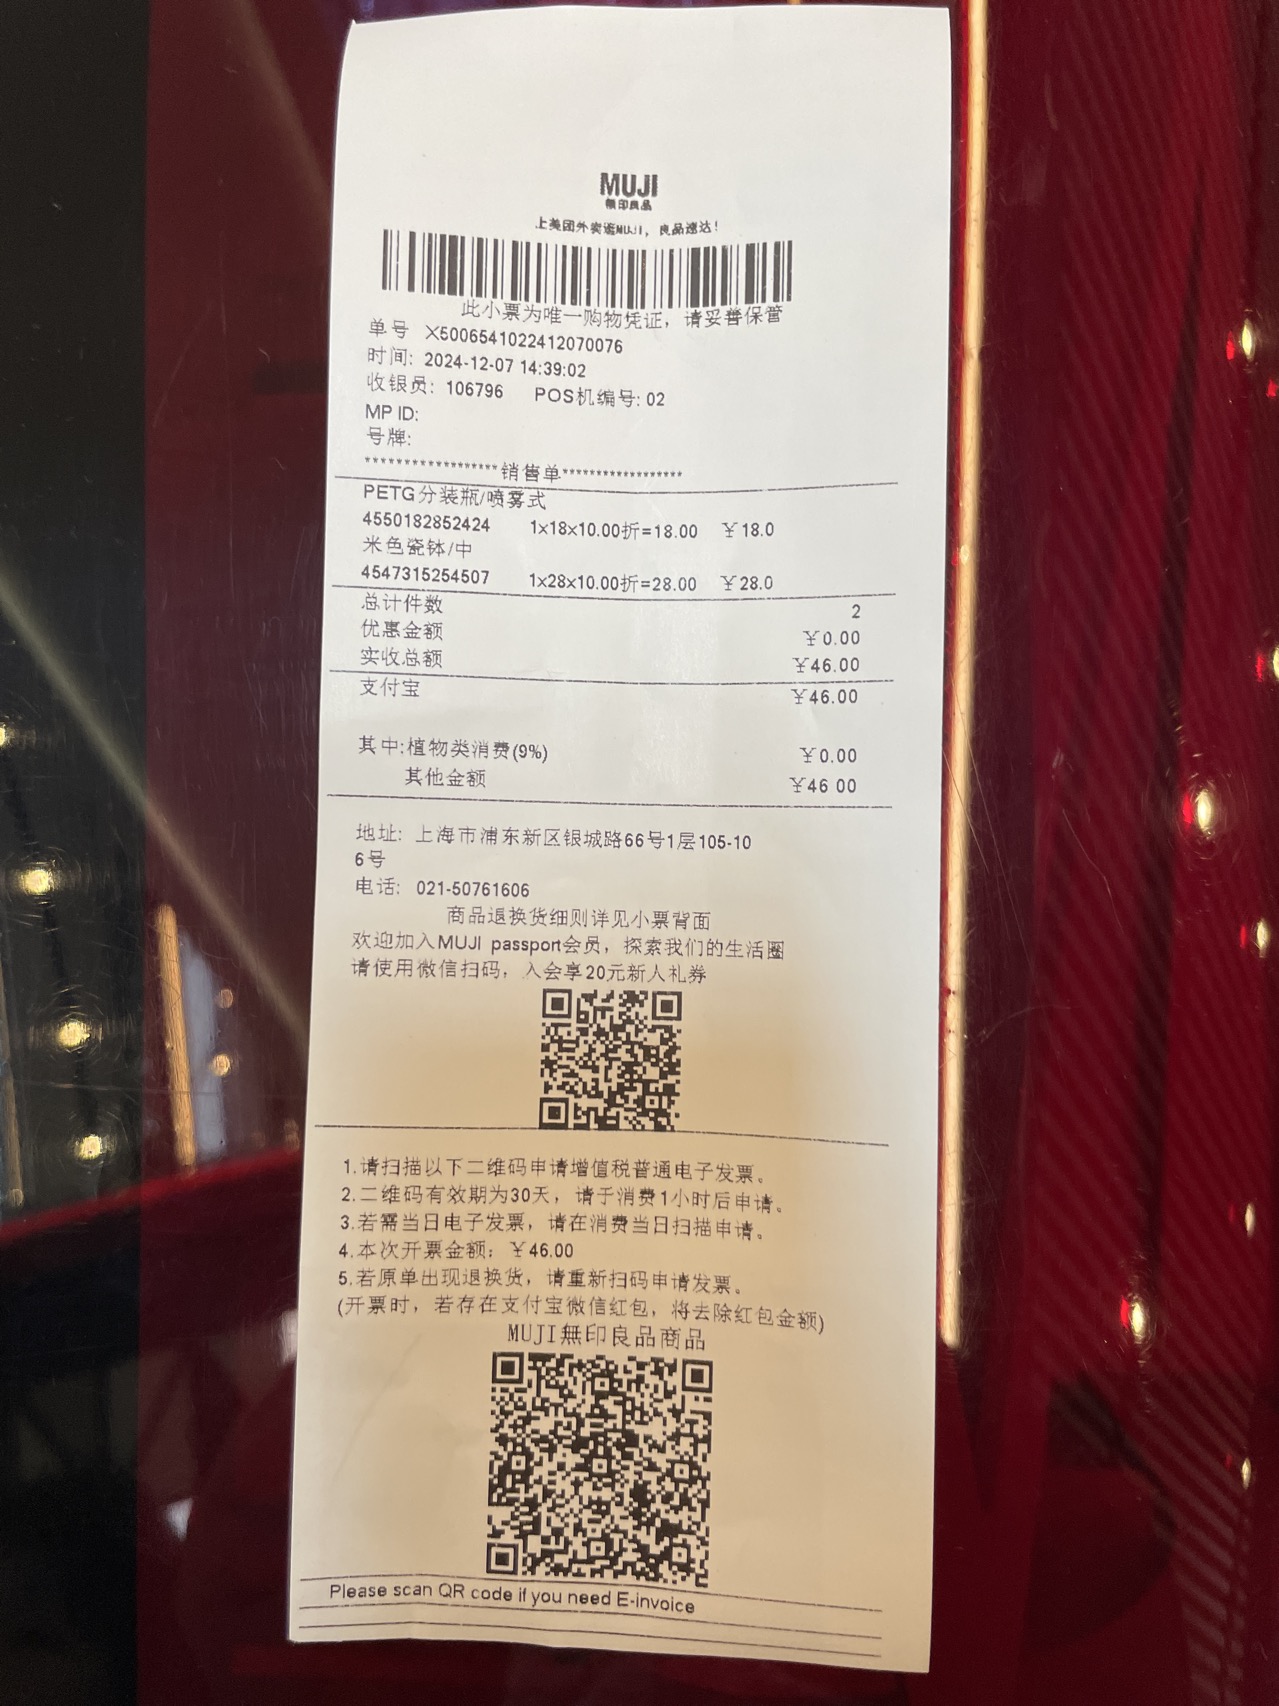 MUJI
無印良品
上美团外卖逛MUJI，良品速达！
此小票为唯一购物凭证，请妥善保管
单号 X5006541022412070076
时间: 2024-12-07 14:39:02
收银员: 106796 POS机编号: 02
MP ID:
号牌:
******************销售单******************
PETG分装瓶/喷雾式
4550182852424 1x18x10.00折=18.00 ￥18.0
米色瓷钵/中
4547315254507 1x28x10.00折=28.00 ￥28.0
总计件数 2
优惠金额 ￥0.00
实收总额 ￥46.00
支付宝 ￥46.00
其中:植物类消费(9%) ￥0.00
其他金额 ￥46 00
地址: 上海市浦东新区银城路66号1层105-10
6号
电话: 021-50761606
商品退换货细则详见小票背面
欢迎加入MUJI passport会员，探索我们的生活圈
请使用微信扫码，入会享20元新人礼券
1.请扫描以下二维码申请增值税普通电子发票。
2.二维码有效期为30天，请于消费1小时后申请。
3.若需当日电子发票，请在消费当日扫描申请。
4.本次开票金额: ￥46.00
5.若原单出现退换货，请重新扫码申请发票。
(开票时，若存在支付宝微信红包，将去除红包金额)
MUJI無印良品商品
Please scan QR code if you need E-invoice